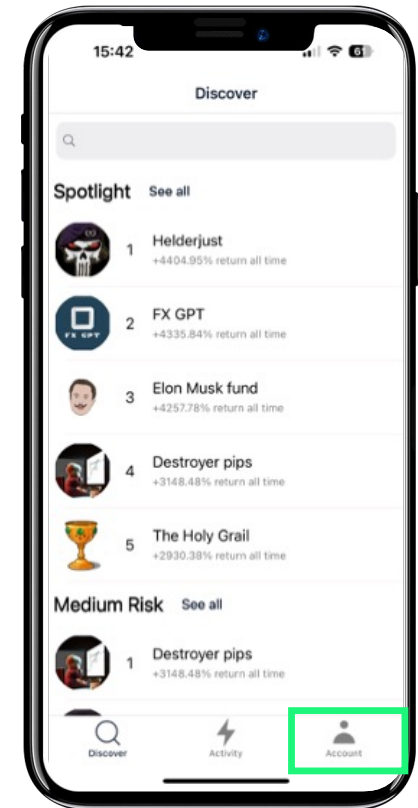 15:42
Discover
Spotlight See all
1
Helderjust
+4404.95% return all time
FX GPT
2
FX GPT
+4335.84% return all time
3
Elon Musk fund
+4257.78% return all time
4
Destroyer pips
+3148.48% return all time
5
The Holy Grail
+2930.38% return all time
Medium Risk See all
1
Destroyer pips
+3148.48% return all time
Discover Activity Account